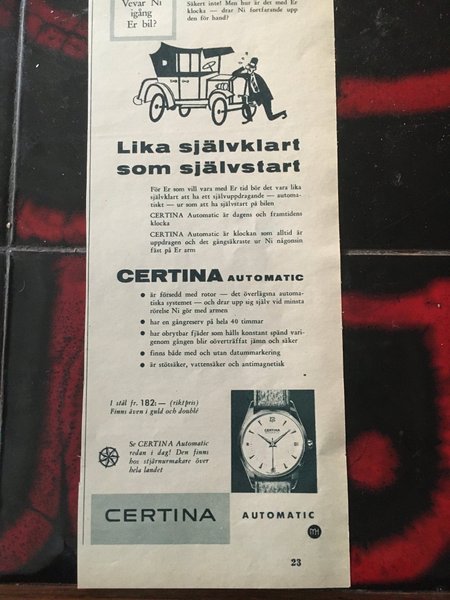 Vevar Ni
igång
Er bil?
Säkert inte! Men hur är det med Er
klocka — drar Ni fortfarande upp
den för hand?
Lika självklart
som självstart
För Er som vill vara med Er tid bör det vara lika
självklart att ha ett självuppdragande — automa-
tiskt — ur som att ha självstart på bilen
CERTINA Automatic är dagens och framtidens
klocka
CERTINA Automatic är klockan som alltid är
uppdragen och det gångsäkraste ur Ni någonsin
fäst på Er arm
CERTINA AUTOMATIC
• är försedd med rotor — det överlägsna automa-
tiska systemet — och drar upp sig själv vid minsta
rörelse Ni gör med armen
• har en gångreserv på hela 40 timmar
• har obrytbar fjäder som hålls konstant spänd vari-
genom gången blir oöverträffat jämn och säker
• finns både med och utan datummarkering
• är stötsäker, vattensäker och antimagnetisk
I stål fr. 182:— (riktpris)
Finns även i guld och doublé
Se CERTINA Automatic
redan i dag! Den finns
hos stjärnurmakare över
hela landet
CERTINA
CERTINA
AUTOMATIC
23